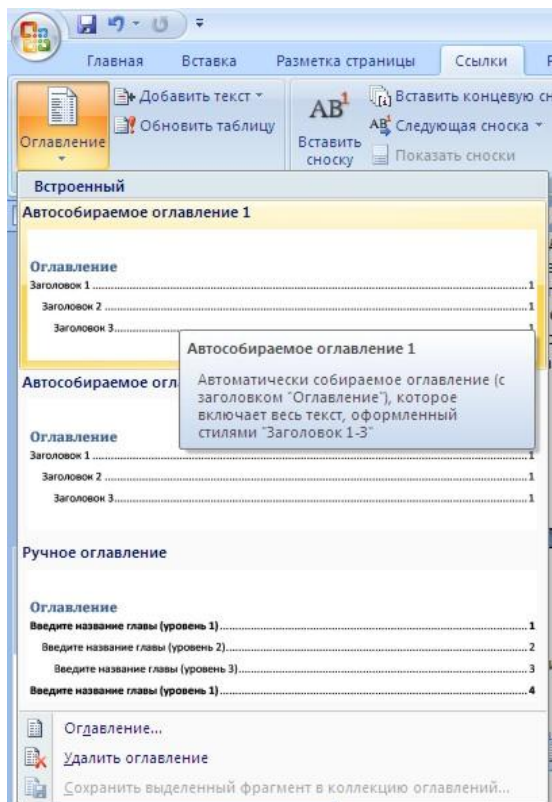 Главная Вставка Разметка страницы Ссылки
Оглавление
Добавить текст
Обновить таблицу
AB1
Вставить сноску
Вставить концевую сн
Следующая сноска
Показать сноски
Встроенный
Автособираемое оглавление 1
Оглавление
Заголовок 1 ... 1
Заголовок 2 ... 1
Заголовок 3 ... 1
Автособираемое оглавление 1
Автоматически собираемое оглавление (с
заголовком "Оглавление"), которое
включает весь текст, оформленный
стилями "Заголовок 1-3"
Автособираемое огл
Оглавление
Заголовок 1 ... 1
Заголовок 2 ... 1
Заголовок 3 ... 1
Ручное оглавление
Оглавление
Введите название главы (уровень 1) ... 1
Введите название главы (уровень 2) ... 2
Введите название главы (уровень 3) ... 3
Введите название главы (уровень 1) ... 4
Оглавление...
Удалить оглавление
Сохранить выделенный фрагмент в коллекцию оглавлений...